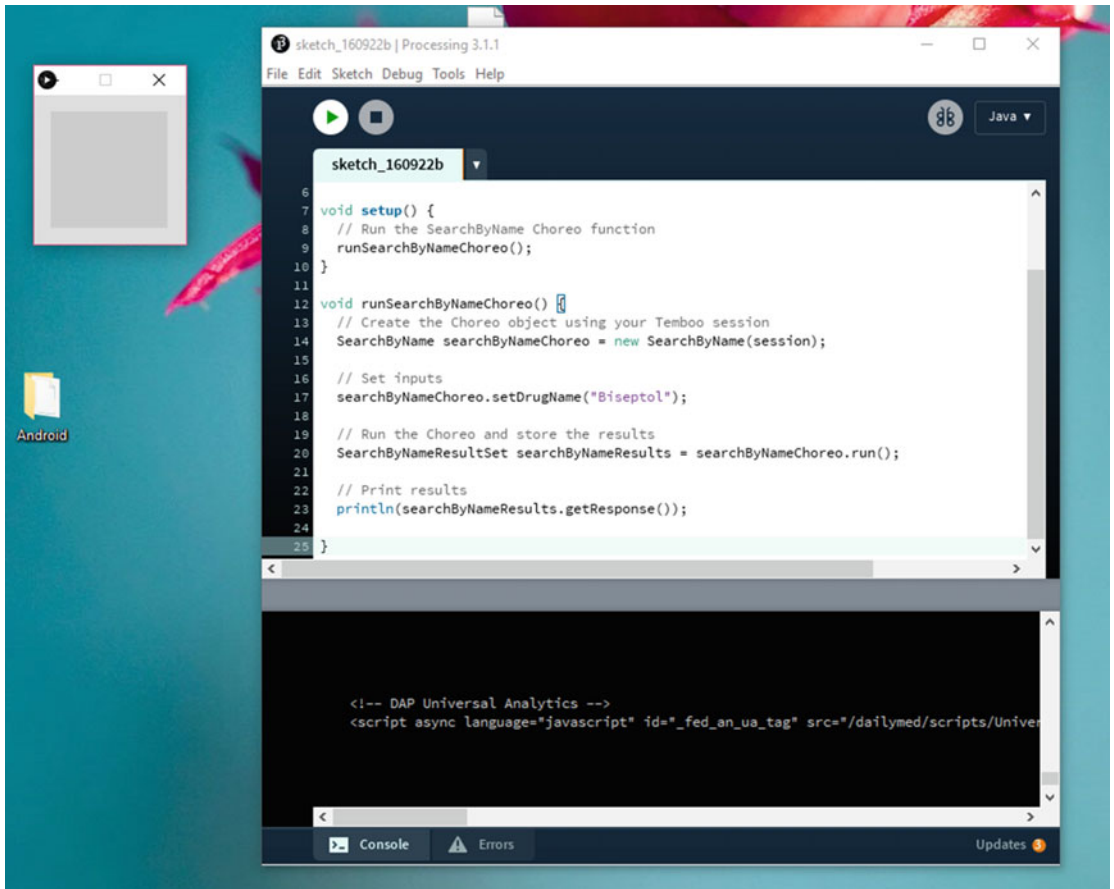 sketch_160922b | Processing 3.1.1
File Edit Sketch Debug Tools Help
Java ▼
sketch_160922b ▼
6
7 void setup() {
8 // Run the SearchByName Choreo function
9 runSearchByNameChoreo();
10 }
11
12 void runSearchByNameChoreo() {
13 // Create the Choreo object using your Temboo session
14 SearchByName searchByNameChoreo = new SearchByName(session);
15
16 // Set inputs
17 searchByNameChoreo.setDrugName("Biseptol");
18
19 // Run the Choreo and store the results
20 SearchByNameResultSet searchByNameResults = searchByNameChoreo.run();
21
22 // Print results
23 println(searchByNameResults.getResponse());
24
25 }
Android
<!-- DAP Universal Analytics -->
<script async language="javascript" id="_fed_an_ua_tag" src="/dailymed/scripts/Univer
Console Errors Updates 3